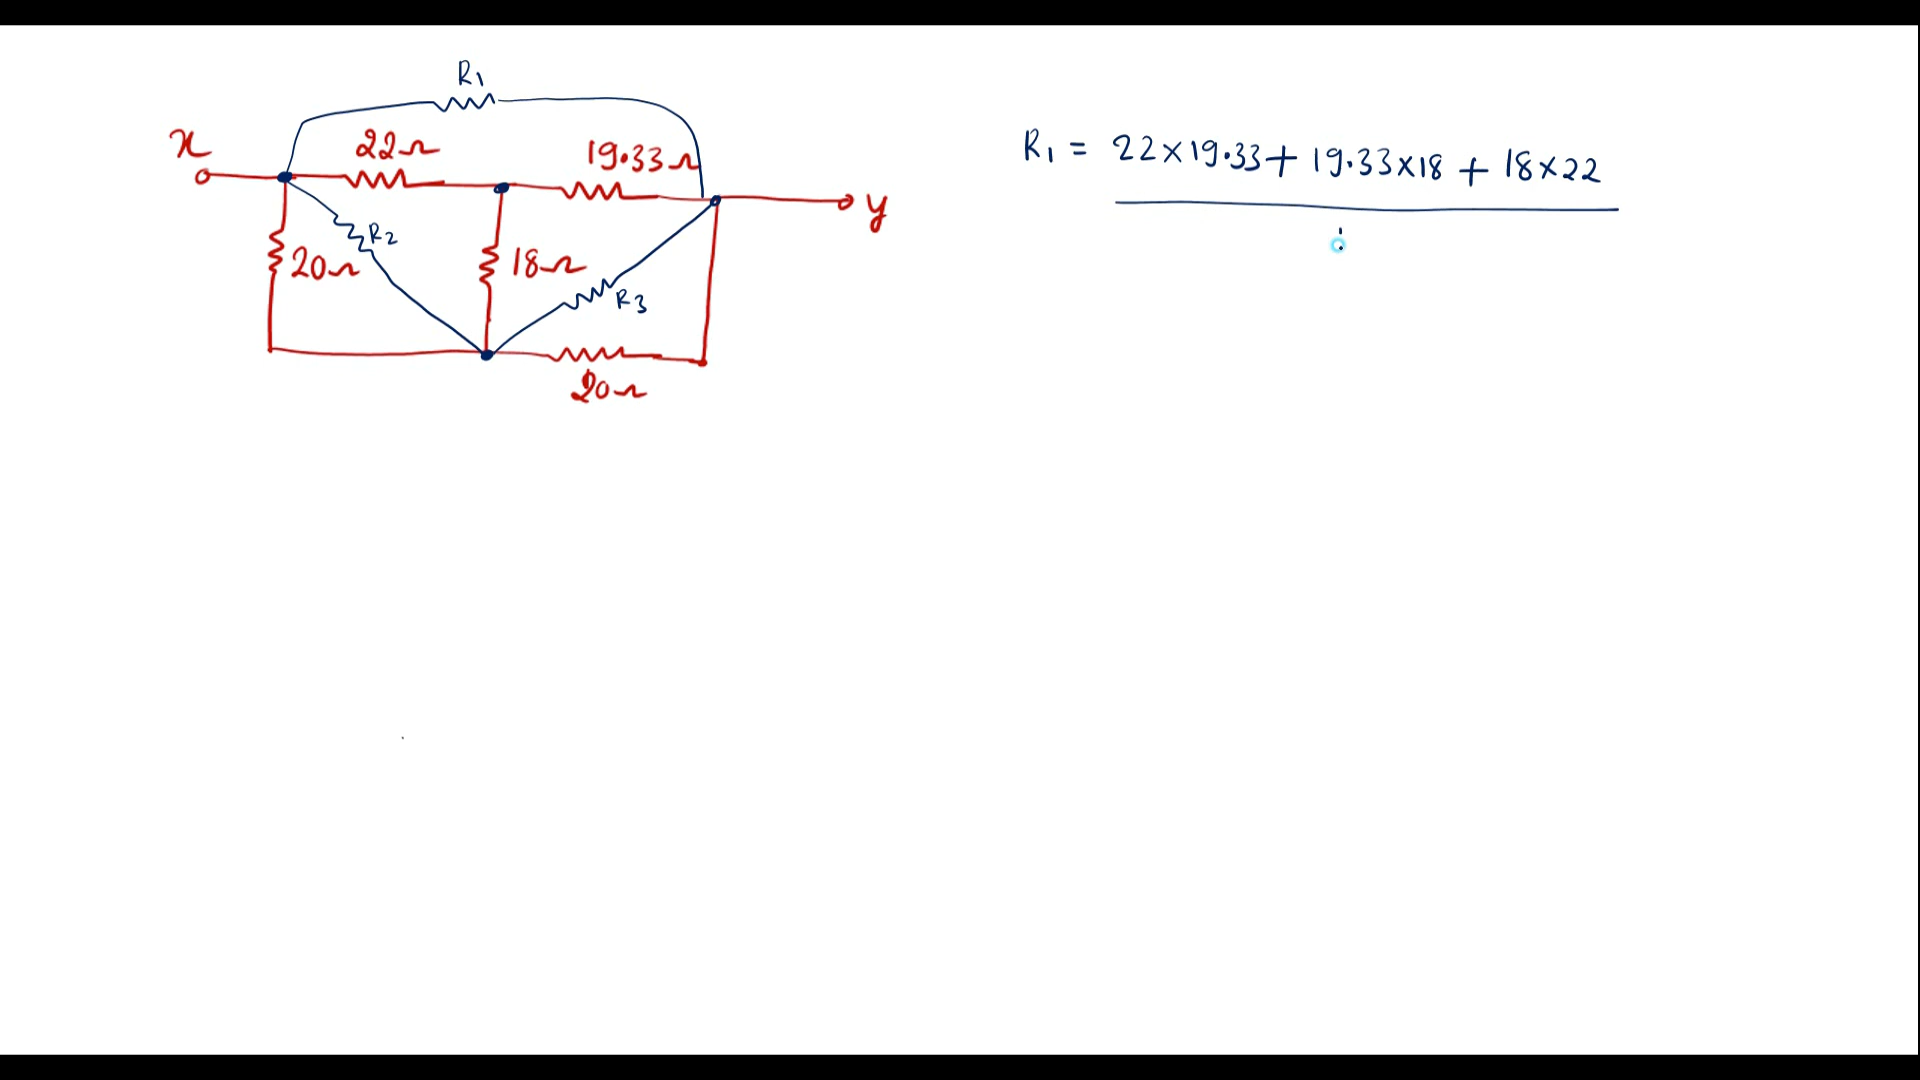 R₁
x
22Ω
19.33Ω
y
R₂
20Ω
18Ω
R₃
20Ω
R₁ = 22×19.33 + 19.33×18 + 18×22